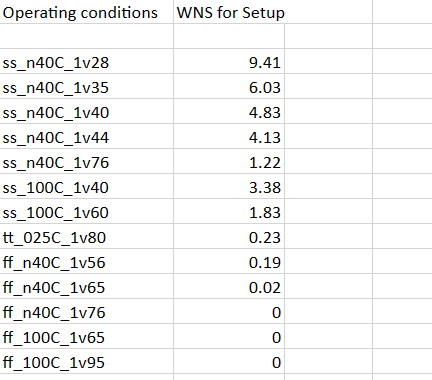 Operating conditions WNS for Setup
ss_n40C_1v28 9.41
ss_n40C_1v35 6.03
ss_n40C_1v40 4.83
ss_n40C_1v44 4.13
ss_n40C_1v76 1.22
ss_100C_1v40 3.38
ss_100C_1v60 1.83
tt_025C_1v80 0.23
ff_n40C_1v56 0.19
ff_n40C_1v65 0.02
ff_n40C_1v76 0
ff_100C_1v65 0
ff_100C_1v95 0